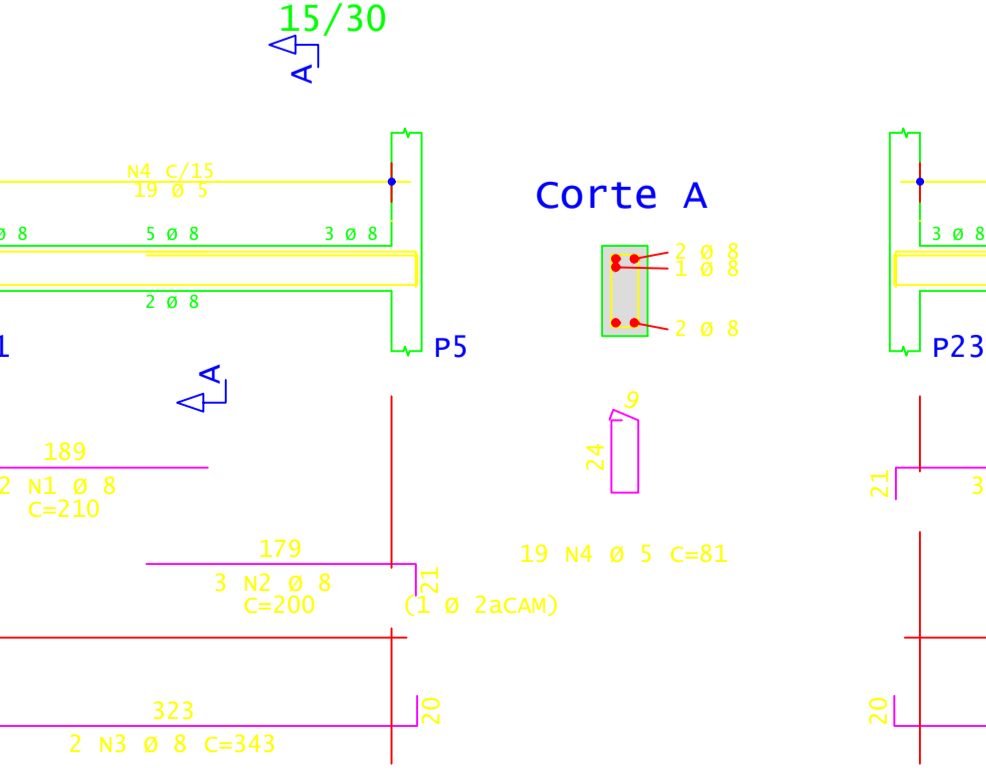 15/30
A
N4 C/15
19 Ø 5
Corte A
Ø 8
5 Ø 8
3 Ø 8
3 Ø 8
2 Ø 8
1 Ø 8
2 Ø 8
2 Ø 8
1
P5
P23
A
9
189
24
2 N1 Ø 8
C=210
21
3
179
19 N4 Ø 5 C=81
3 N2 Ø 8
21
C=200
(1 Ø 2aCAM)
323
20
20
2 N3 Ø 8 C=343